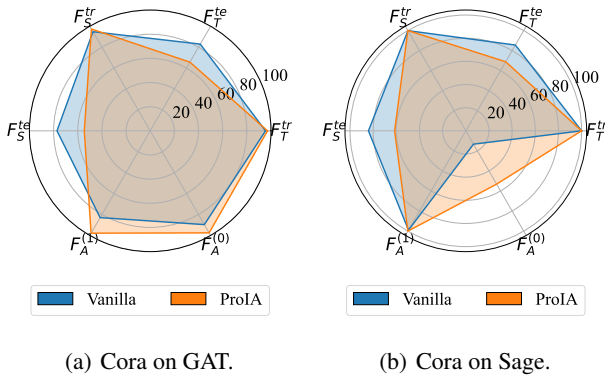 F_S^{tr} F_T^{te} F_S^{tr} F_T^{te}
20 40 60 80 100 20 40 60 80 100
F_S^{te} F_T^{tr} F_S^{te} F_T^{tr}
F_A^{(1)} F_A^{(0)} F_A^{(1)} F_A^{(0)}
Vanilla ProIA Vanilla ProIA
(a) Cora on GAT. (b) Cora on Sage.